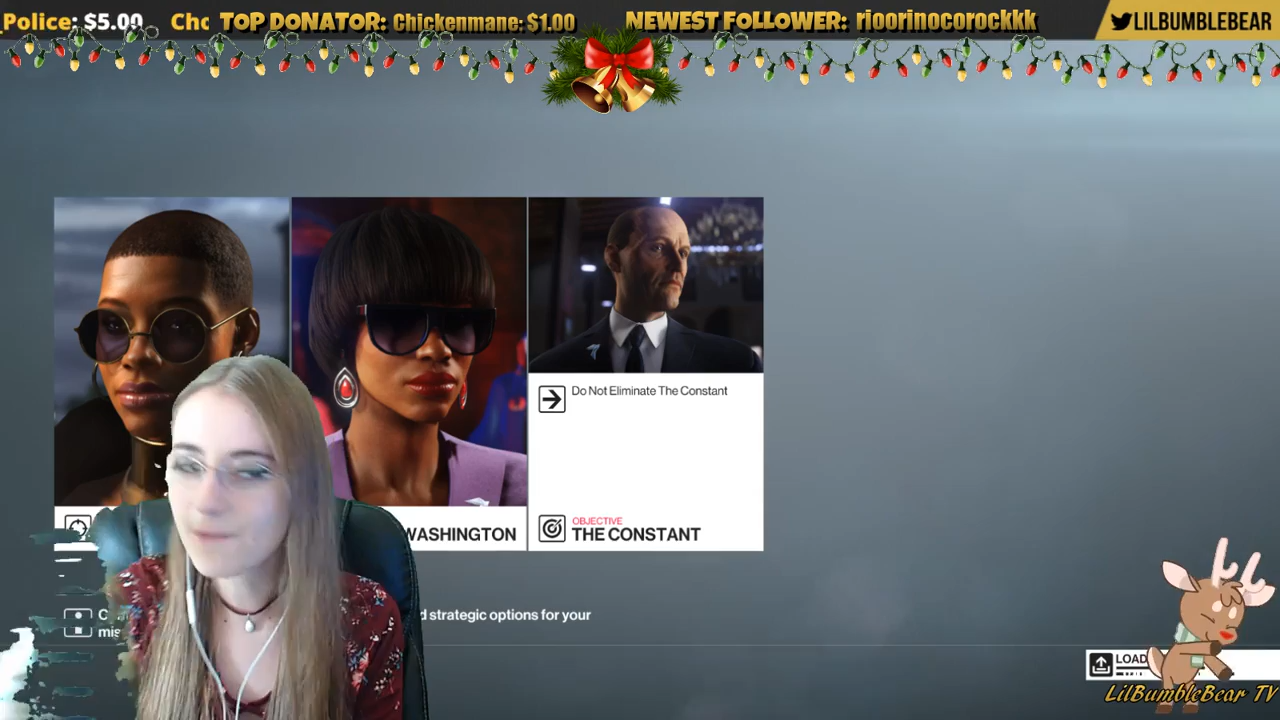 Police: $5.00
TOP DONATOR: Chickenmane: $1.00
NEWEST FOLLOWER: rioorinocorockkk
LILBUMBLEBEAR
Do Not Eliminate The Constant
WASHINGTON
OBJECTIVE
THE CONSTANT
strategic options for your
LOAD
LilBumbleBear TV